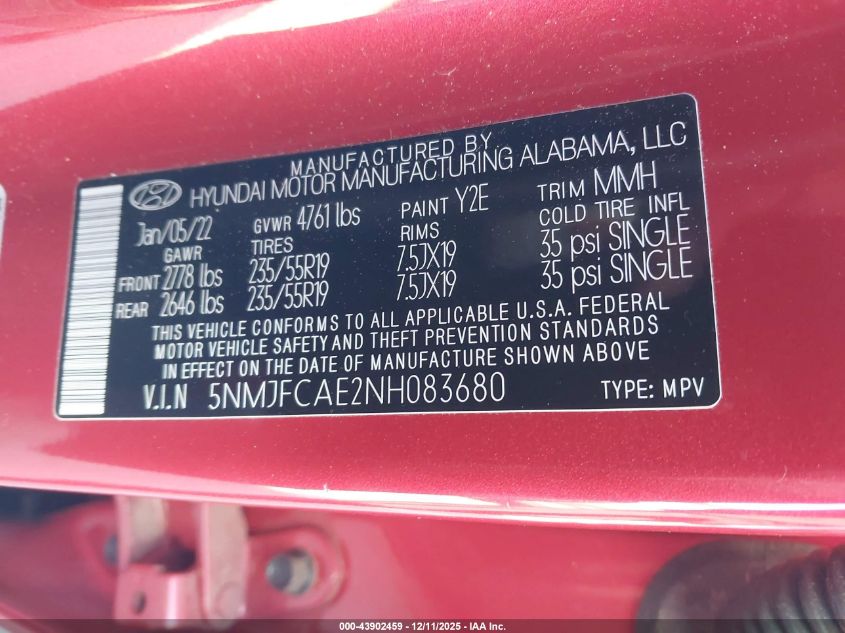 MANUFACTURED BY
HYUNDAI MOTOR MANUFACTURING ALABAMA, LLC
Jan/05/22 GVWR 4761 lbs PAINT Y2E TRIM MMH
GAWR TIRES RIMS COLD TIRE INFL
FRONT 2778 lbs 235/55R19 7.5JX19 35 psi SINGLE
REAR 2646 lbs 235/55R19 7.5JX19 35 psi SINGLE
THIS VEHICLE CONFORMS TO ALL APPLICABLE U.S.A. FEDERAL
MOTOR VEHICLE SAFETY AND THEFT PREVENTION STANDARDS
IN EFFECT ON THE DATE OF MANUFACTURE SHOWN ABOVE
V.I.N 5NMJFCAE2NH083680 TYPE: MPV
000-43902459 - 12/11/2025 - IAA Inc.